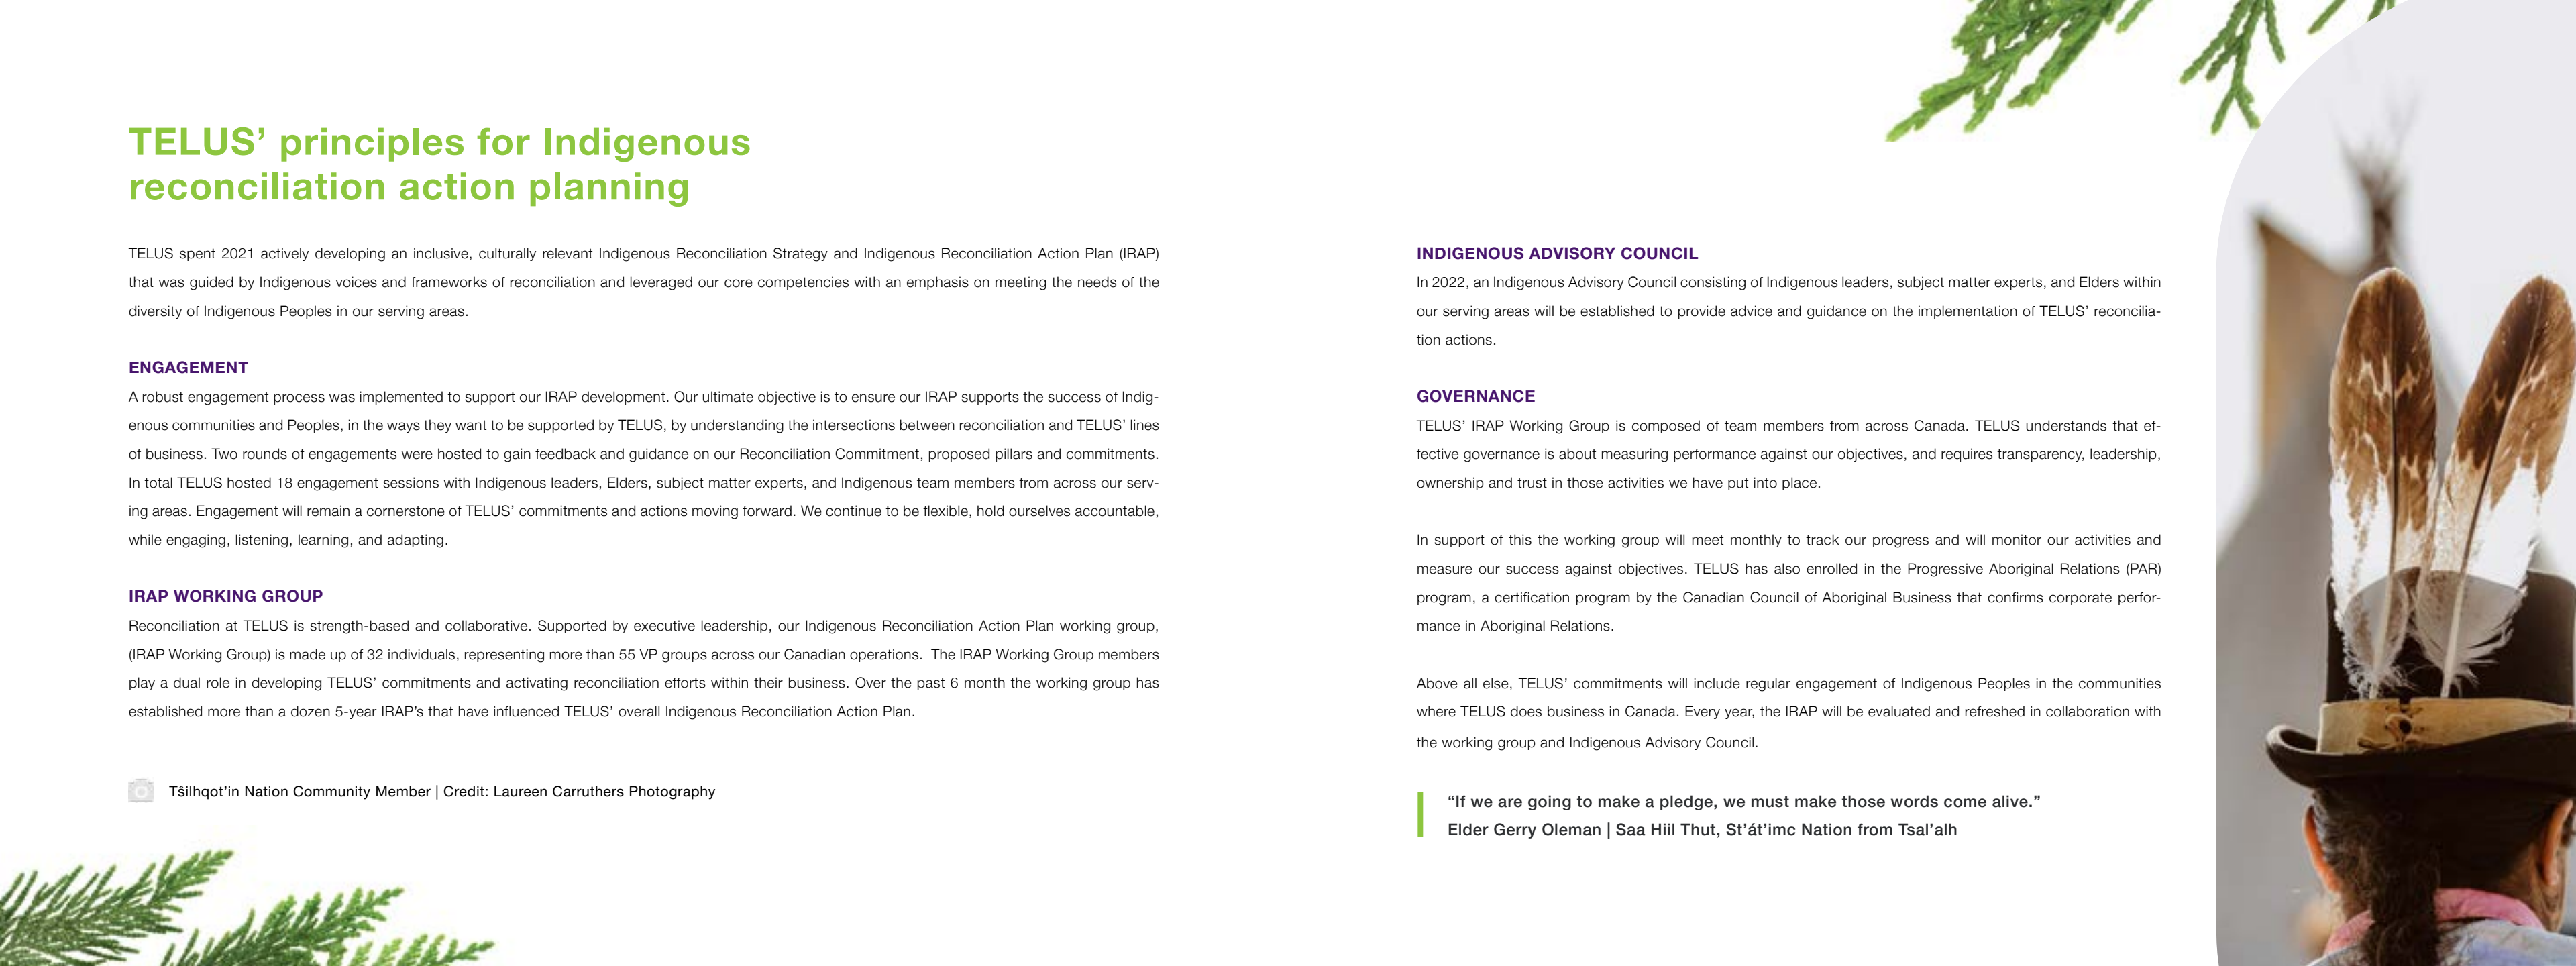 TELUS’ principles for Indigenous
reconciliation action planning
TELUS spent 2021 actively developing an inclusive, culturally relevant Indigenous Reconciliation Strategy and Indigenous Reconciliation Action Plan (IRAP)
that was guided by Indigenous voices and frameworks of reconciliation and leveraged our core competencies with an emphasis on meeting the needs of the
diversity of Indigenous Peoples in our serving areas.
ENGAGEMENT
A robust engagement process was implemented to support our IRAP development. Our ultimate objective is to ensure our IRAP supports the success of Indig-
enous communities and Peoples, in the ways they want to be supported by TELUS, by understanding the intersections between reconciliation and TELUS’ lines
of business. Two rounds of engagements were hosted to gain feedback and guidance on our Reconciliation Commitment, proposed pillars and commitments.
In total TELUS hosted 18 engagement sessions with Indigenous leaders, Elders, subject matter experts, and Indigenous team members from across our serv-
ing areas. Engagement will remain a cornerstone of TELUS’ commitments and actions moving forward. We continue to be flexible, hold ourselves accountable,
while engaging, listening, learning, and adapting.
IRAP WORKING GROUP
Reconciliation at TELUS is strength-based and collaborative. Supported by executive leadership, our Indigenous Reconciliation Action Plan working group,
(IRAP Working Group) is made up of 32 individuals, representing more than 55 VP groups across our Canadian operations.  The IRAP Working Group members
play a dual role in developing TELUS’ commitments and activating reconciliation efforts within their business. Over the past 6 month the working group has
established more than a dozen 5-year IRAP’s that have influenced TELUS’ overall Indigenous Reconciliation Action Plan.
Tŝilhqot’in Nation Community Member | Credit: Laureen Carruthers Photography
INDIGENOUS ADVISORY COUNCIL
In 2022, an Indigenous Advisory Council consisting of Indigenous leaders, subject matter experts, and Elders within
our serving areas will be established to provide advice and guidance on the implementation of TELUS’ reconcilia-
tion actions.
GOVERNANCE
TELUS’ IRAP Working Group is composed of team members from across Canada. TELUS understands that ef-
fective governance is about measuring performance against our objectives, and requires transparency, leadership,
ownership and trust in those activities we have put into place.
In support of this the working group will meet monthly to track our progress and will monitor our activities and
measure our success against objectives. TELUS has also enrolled in the Progressive Aboriginal Relations (PAR)
program, a certification program by the Canadian Council of Aboriginal Business that confirms corporate perfor-
mance in Aboriginal Relations.
Above all else, TELUS’ commitments will include regular engagement of Indigenous Peoples in the communities
where TELUS does business in Canada. Every year, the IRAP will be evaluated and refreshed in collaboration with
the working group and Indigenous Advisory Council.
“If we are going to make a pledge, we must make those words come alive.”
Elder Gerry Oleman | Saa Hiil Thut, St’át’imc Nation from Tsal’alh